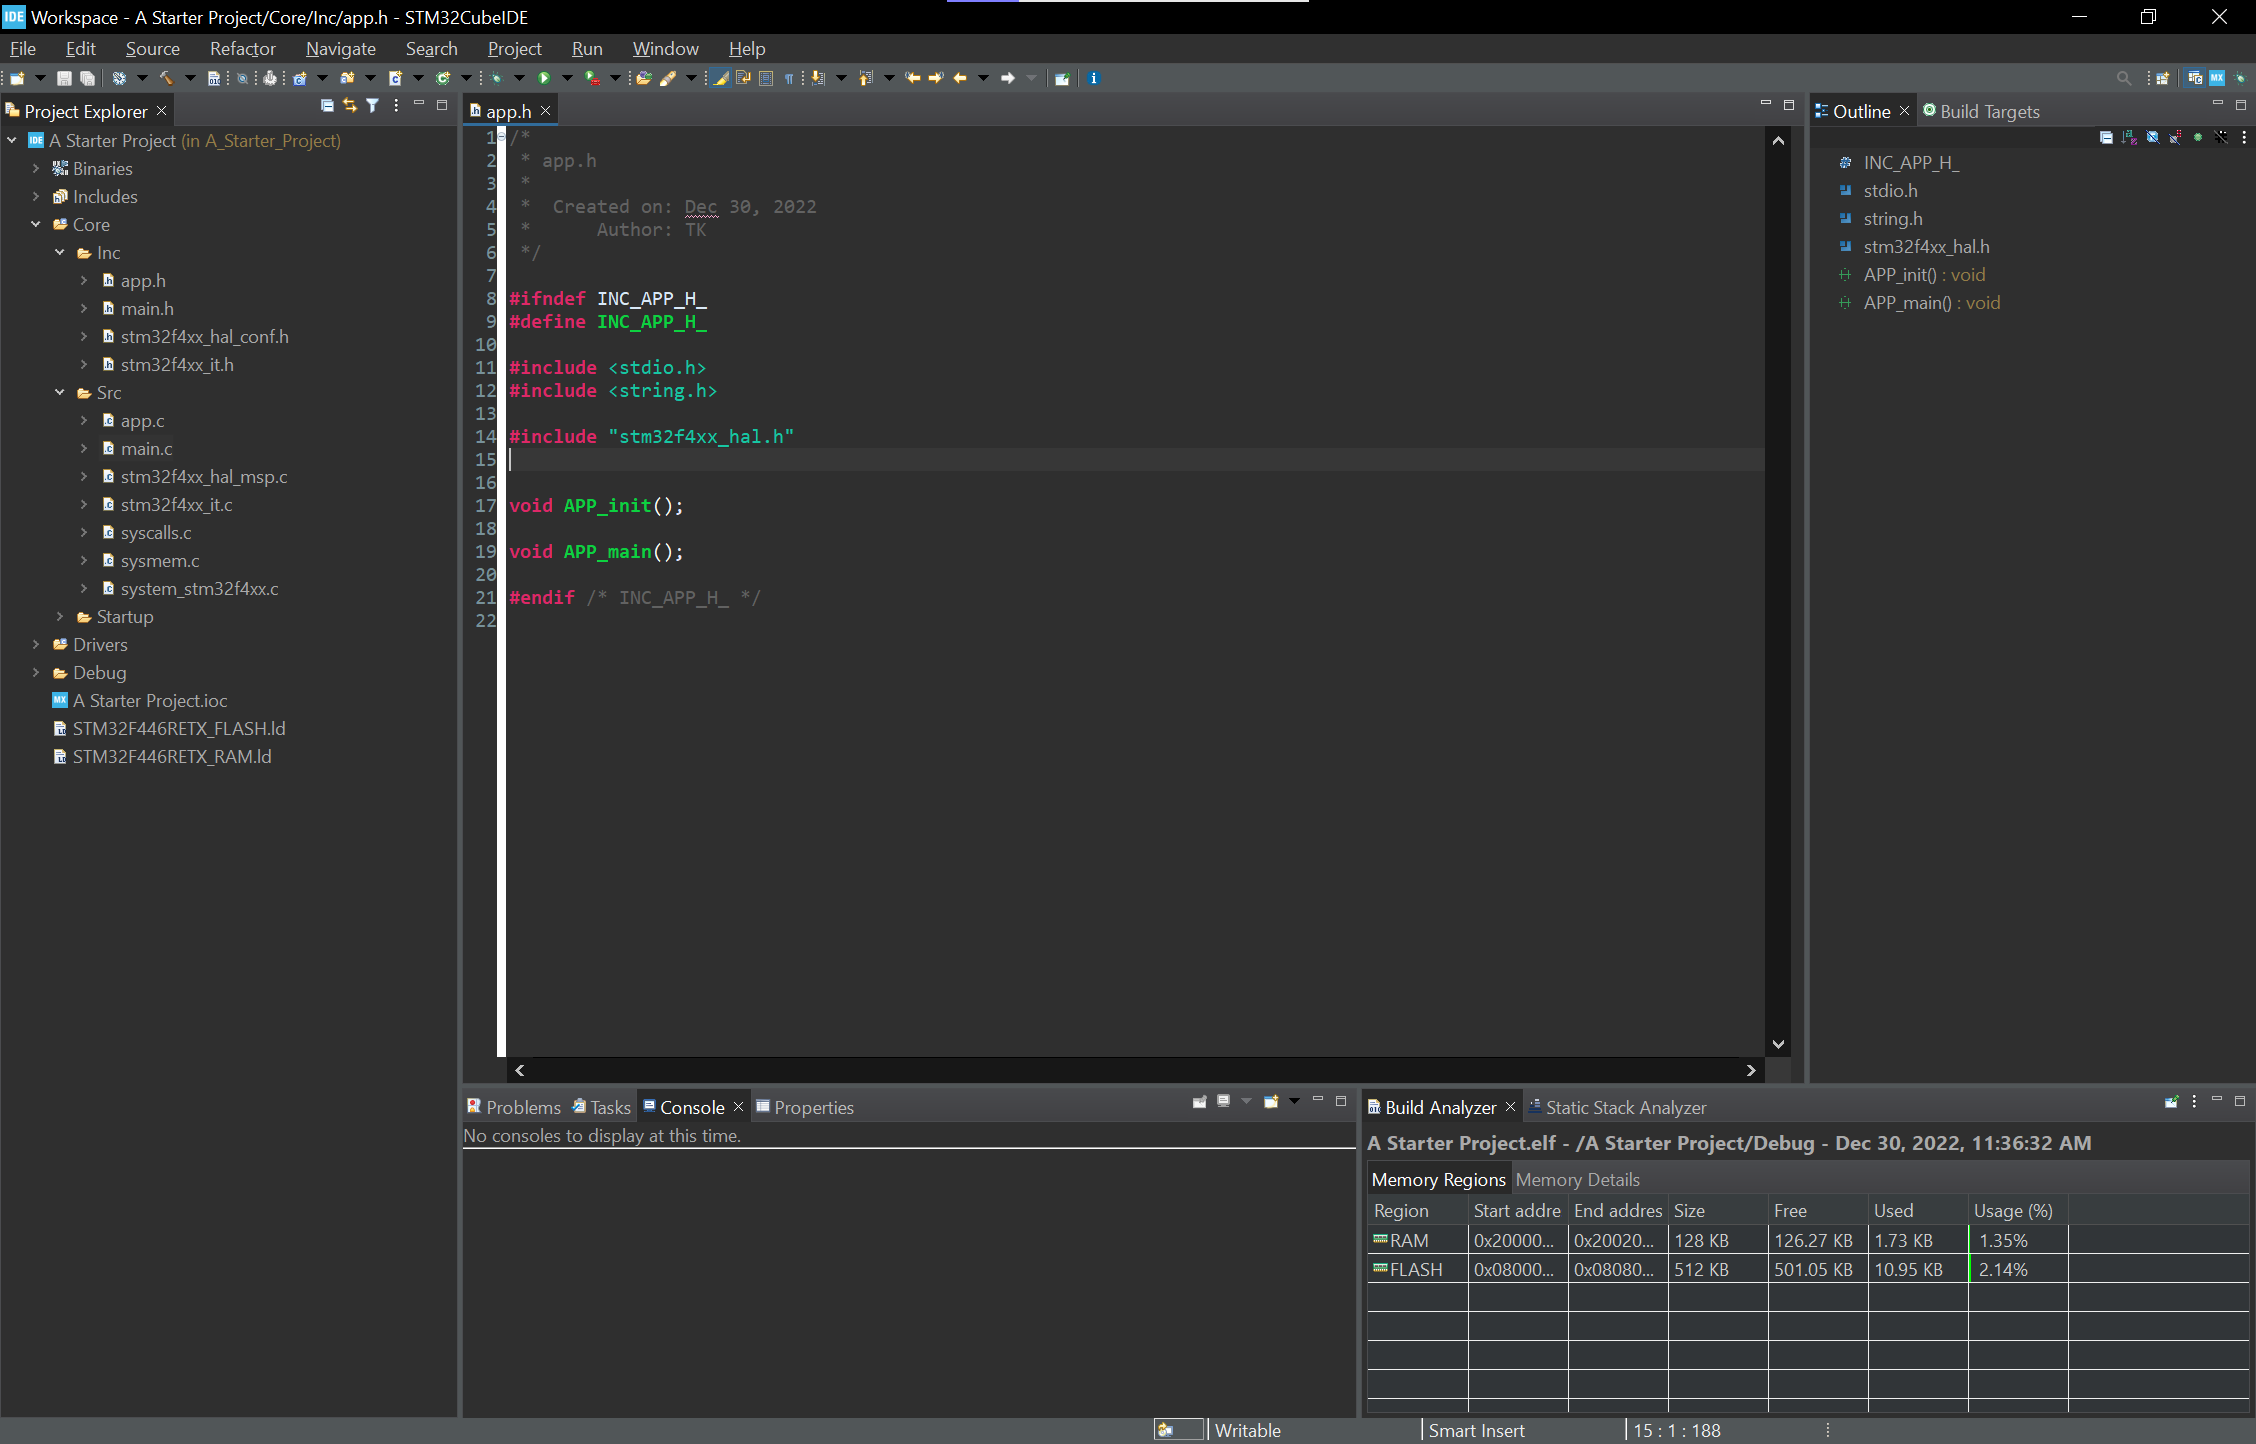 Workspace - A Starter Project/Core/Inc/app.h - STM32CubeIDE
File Edit Source Refactor Navigate Search Project Run Window Help
Project Explorer
A Starter Project (in A_Starter_Project)
Binaries
Includes
Core
Inc
app.h
main.h
stm32f4xx_hal_conf.h
stm32f4xx_it.h
Src
app.c
main.c
stm32f4xx_hal_msp.c
stm32f4xx_it.c
syscalls.c
sysmem.c
system_stm32f4xx.c
Startup
Drivers
Debug
A Starter Project.ioc
STM32F446RETX_FLASH.ld
STM32F446RETX_RAM.ld
app.h
1 /*
2 * app.h
3 *
4 * Created on: Dec 30, 2022
5 * Author: TK
6 */
7
8 #ifndef INC_APP_H_
9 #define INC_APP_H_
10
11 #include <stdio.h>
12 #include <string.h>
13
14 #include "stm32f4xx_hal.h"
15
16
17 void APP_init();
18
19 void APP_main();
20
21 #endif /* INC_APP_H_ */
22
Outline Build Targets
INC_APP_H_
stdio.h
string.h
stm32f4xx_hal.h
APP_init() : void
APP_main() : void
Problems Tasks Console Properties
No consoles to display at this time.
Build Analyzer Static Stack Analyzer
A Starter Project.elf - /A Starter Project/Debug - Dec 30, 2022, 11:36:32 AM
Memory Regions Memory Details
Region Start addre End addres Size Free Used Usage (%)
RAM 0x20000... 0x20020... 128 KB 126.27 KB 1.73 KB 1.35%
FLASH 0x08000... 0x08080... 512 KB 501.05 KB 10.95 KB 2.14%
Writable Smart Insert 15 : 1 : 188